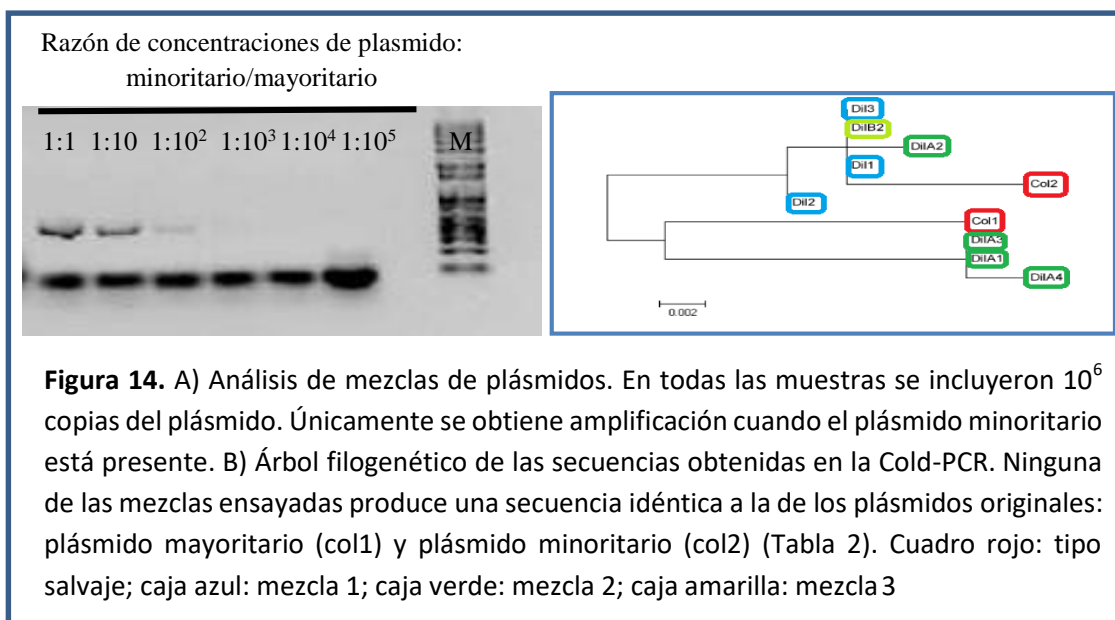 Razón de concentraciones de plasmido:
minoritario/mayoritario
1:1 1:10 1:10² 1:10³ 1:10⁴ 1:10⁵ M
Dil3
DilB2
DilA2
Dil1
Col2
Dil2
Col1
DilA3
DilA1
DilA4
0.002
Figura 14. A) Análisis de mezclas de plásmidos. En todas las muestras se incluyeron 10⁶
copias del plásmido. Únicamente se obtiene amplificación cuando el plásmido minoritario
está presente. B) Árbol filogenético de las secuencias obtenidas en la Cold-PCR. Ninguna
de las mezclas ensayadas produce una secuencia idéntica a la de los plásmidos originales:
plásmido mayoritario (col1) y plásmido minoritario (col2) (Tabla 2). Cuadro rojo: tipo
salvaje; caja azul: mezcla 1; caja verde: mezcla 2; caja amarilla: mezcla 3